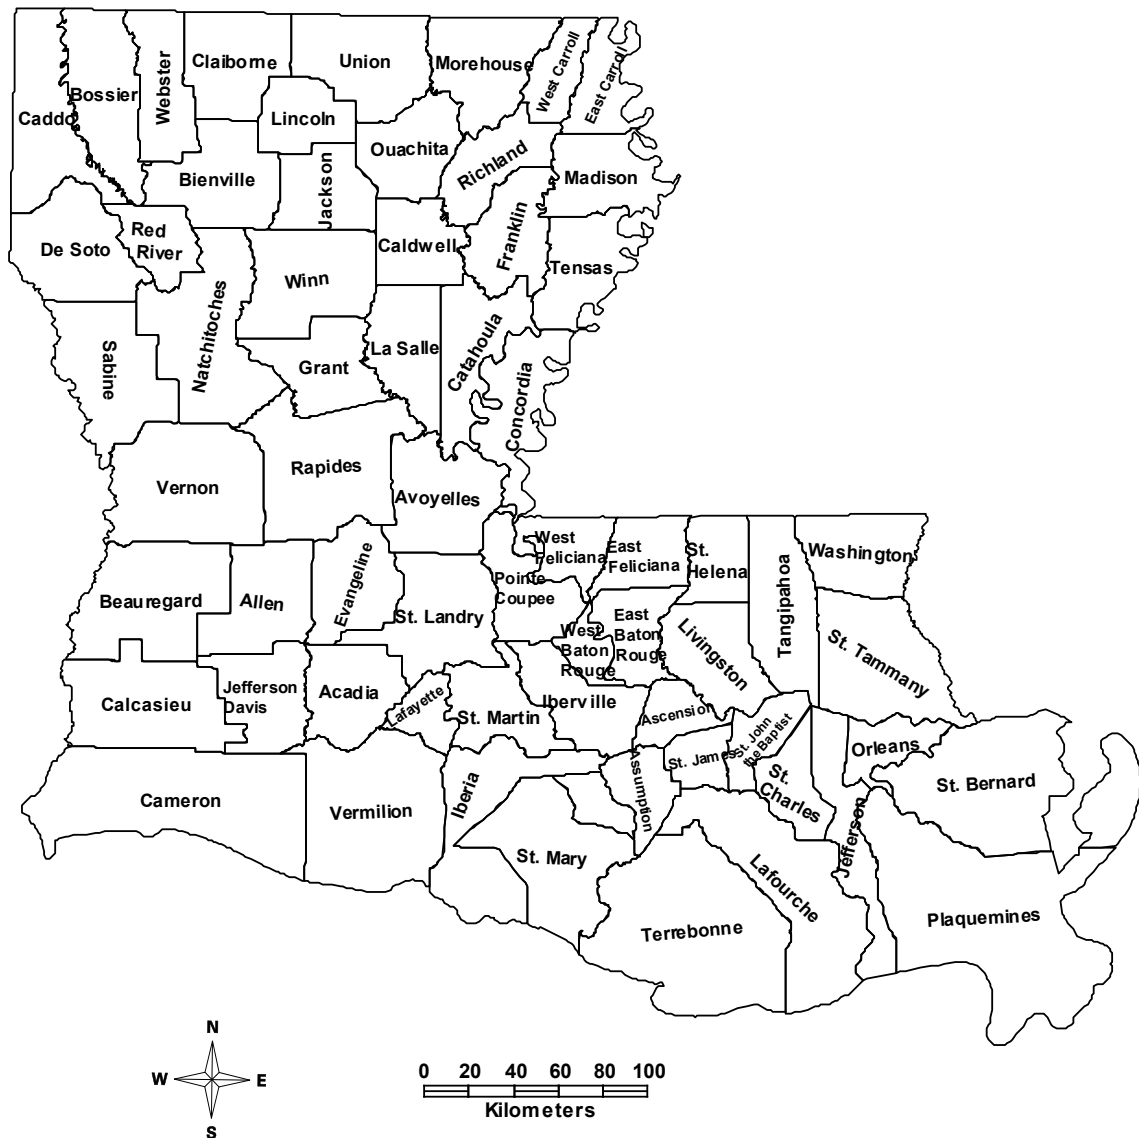 Claiborne
Union
Morehouse
West Carroll
East Carroll
Webster
Bossier
Caddo
Lincoln
Ouachita
Richland
Madison
Bienville
Jackson
Franklin
Red
River
De Soto
Caldwell
Tensas
Winn
Natchitoches
Sabine
Grant
La Salle
Catahoula
Concordia
Rapides
Vernon
Avoyelles
West
Feliciana
East
Feliciana
St.
Helena
Tangipahoa
Washington
Pointe
Coupee
Beauregard
Allen
Evangeline
St. Landry
West
Baton
Rouge
East
Baton
Rouge
Livingston
St. Tammany
Calcasieu
Jefferson
Davis
Acadia
Lafayette
St. Martin
Iberville
Ascension
St. James
St. John
the Baptist
Orleans
St. Bernard
St.
Charles
Assumption
Cameron
Vermilion
Iberia
St. Mary
Jefferson
Lafourche
Terrebonne
Plaquemines
N
W
E
S
0 20 40 60 80 100
Kilometers